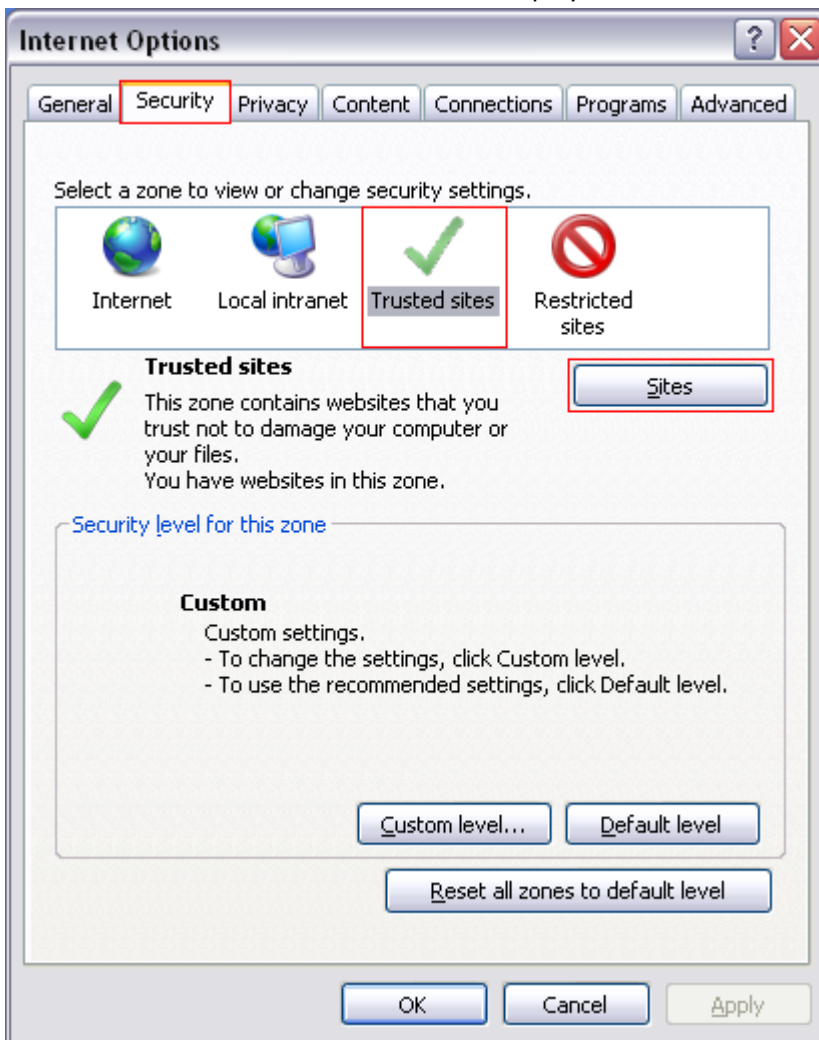 Internet Options
?
General Security Privacy Content Connections Programs Advanced
Select a zone to view or change security settings.
Internet Local intranet Trusted sites Restricted
sites
Trusted sites
Sites
This zone contains websites that you
trust not to damage your computer or
your files.
You have websites in this zone.
Security level for this zone
Custom
Custom settings.
- To change the settings, click Custom level.
- To use the recommended settings, click Default level.
Custom level... Default level
Reset all zones to default level
OK Cancel Apply